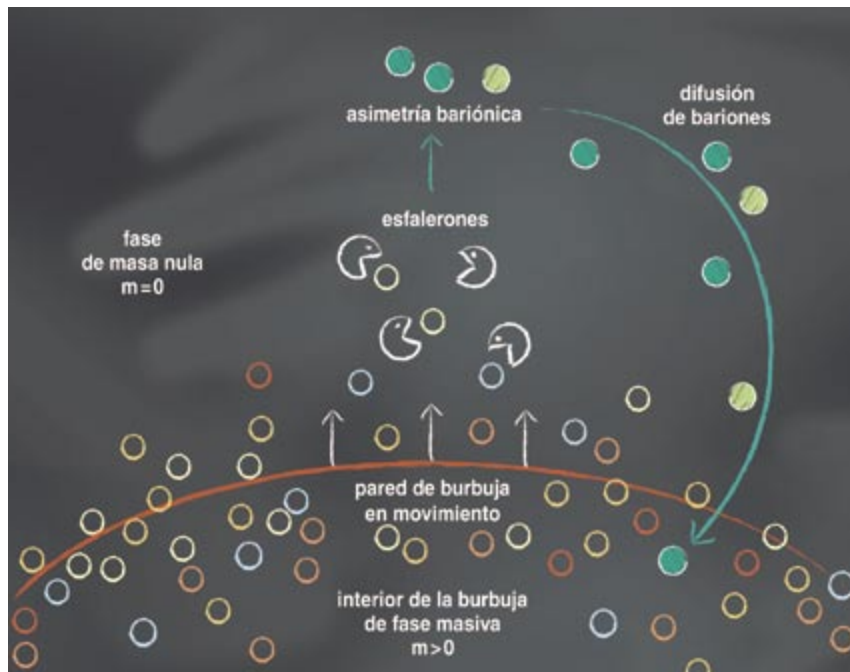 asimetría bariónica
difusión
de bariones
esfalerones
fase
de masa nula
m=0
pared de burbuja
en movimiento
interior de la burbuja
de fase masiva
m>0